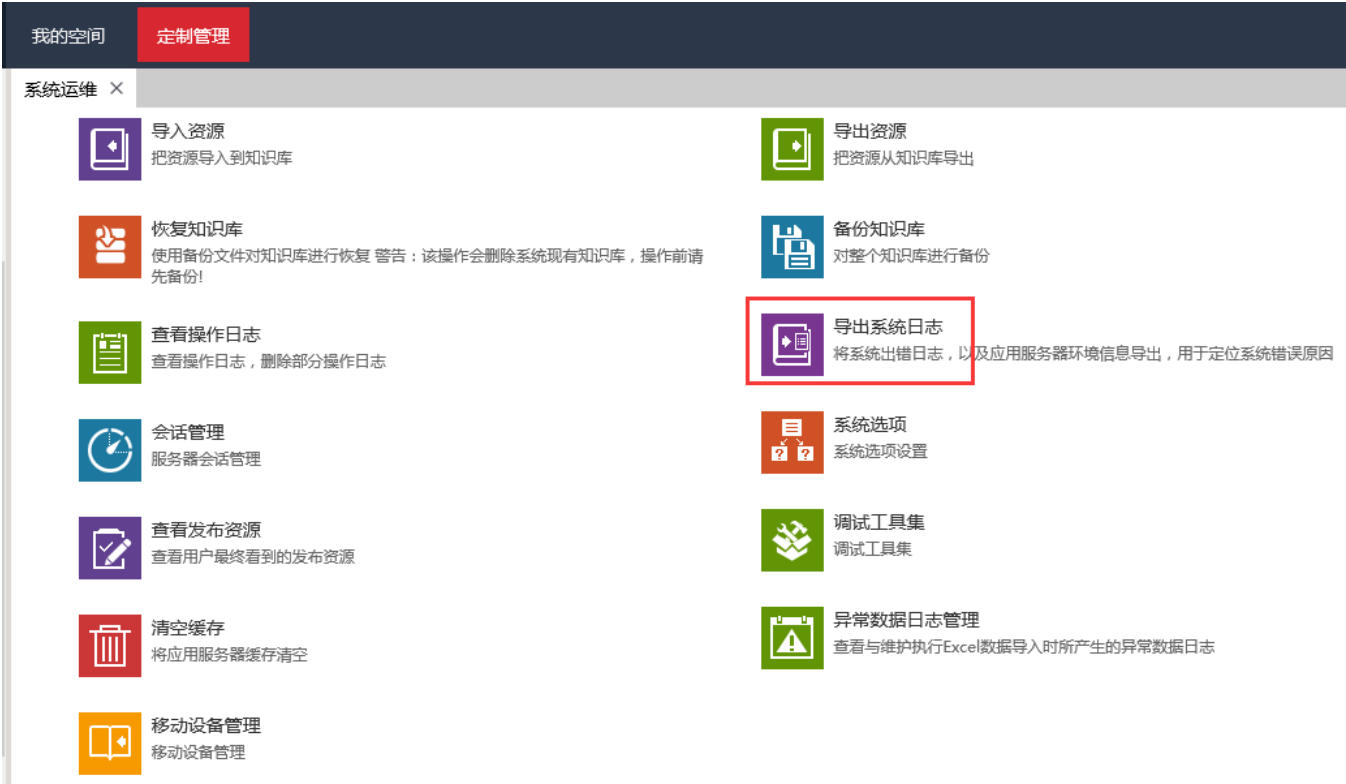 我的空间
定制管理
系统运维
导入资源
把资源导入到知识库
导出资源
把资源从知识库导出
恢复知识库
使用备份文件对知识库进行恢复 警告：该操作会删除系统现有知识库，操作前请
先备份!
备份知识库
对整个知识库进行备份
查看操作日志
查看操作日志，删除部分操作日志
导出系统日志
将系统出错日志，以及应用服务器环境信息导出，用于定位系统错误原因
会话管理
服务器会话管理
系统选项
系统选项设置
查看发布资源
查看用户最终看到的发布资源
调试工具集
调试工具集
清空缓存
将应用服务器缓存清空
异常数据日志管理
查看与维护执行Excel数据导入时所产生的异常数据日志
移动设备管理
移动设备管理